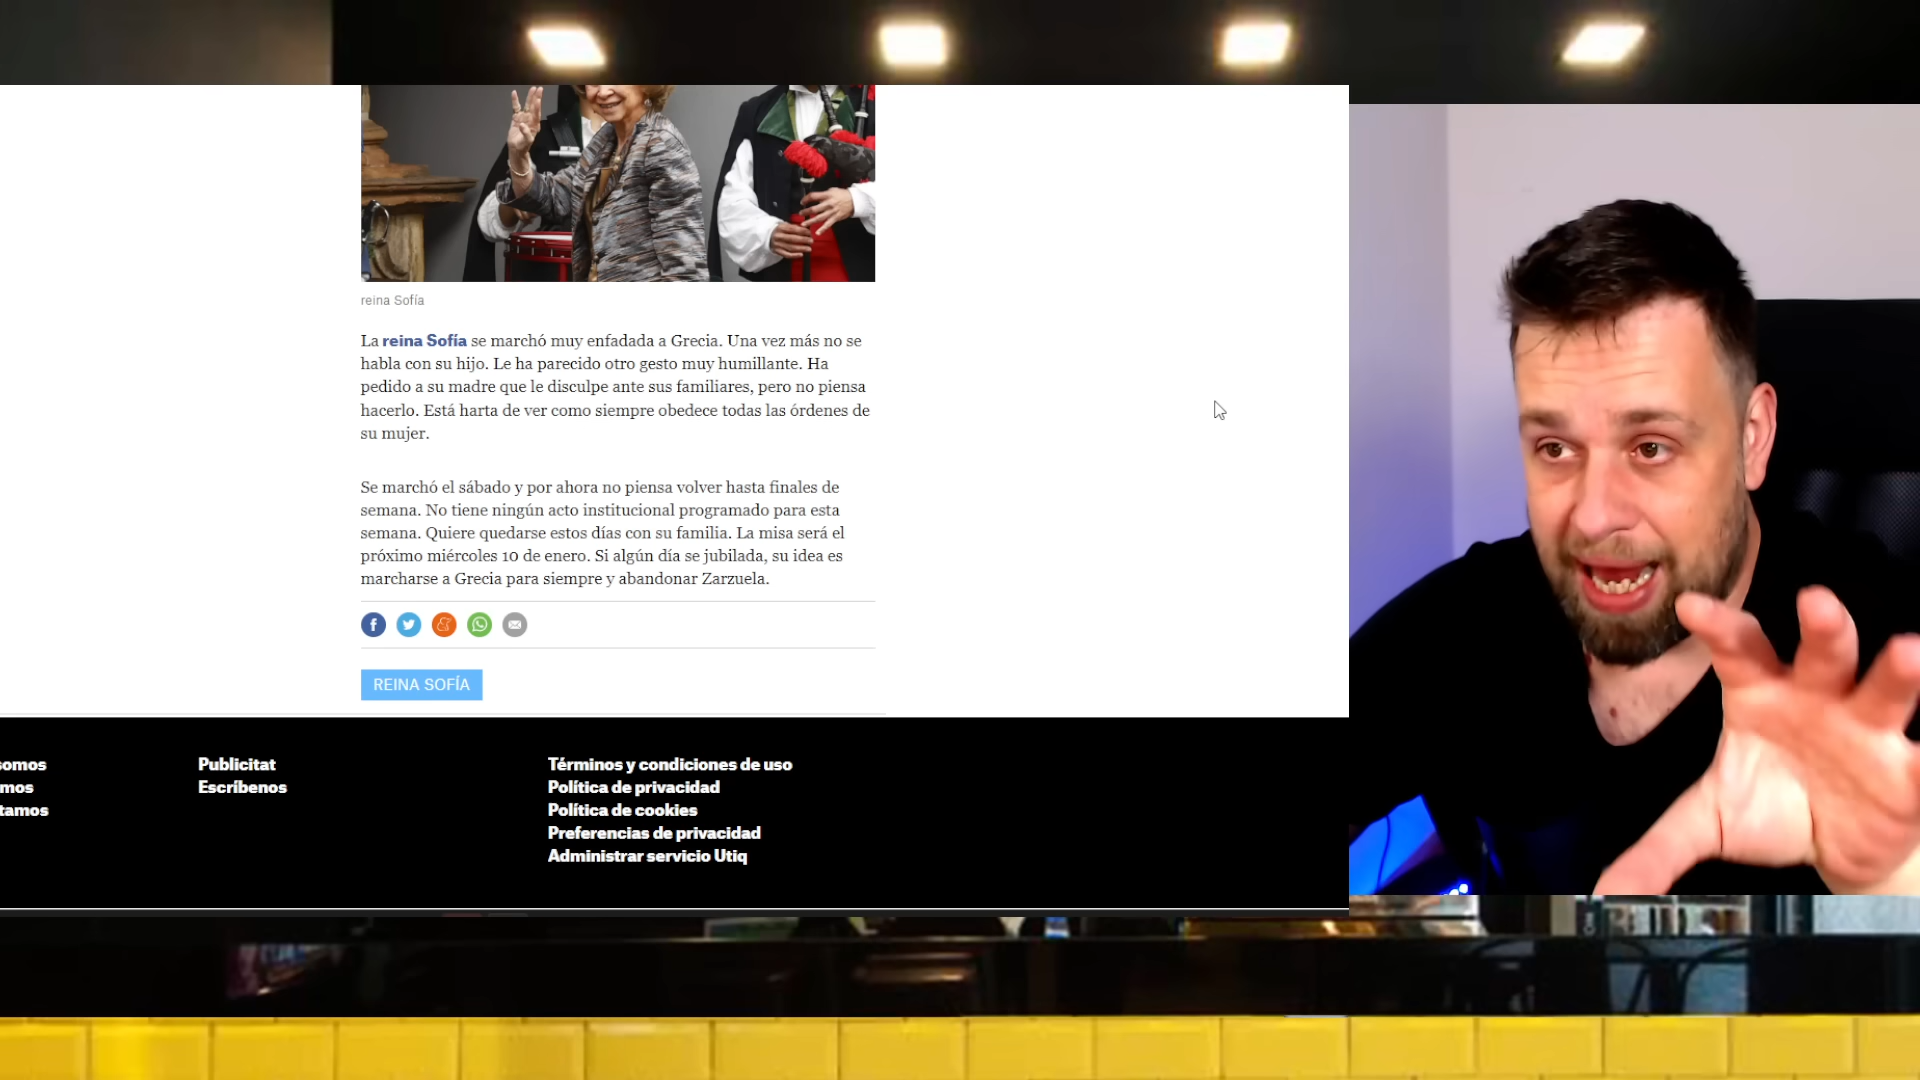 reina Sofía
La reina Sofía se marchó muy enfadada a Grecia. Una vez más no se
habla con su hijo. Le ha parecido otro gesto muy humillante. Ha
pedido a su madre que le disculpe ante sus familiares, pero no piensa
hacerlo. Está harta de ver como siempre obedece todas las órdenes de
su mujer.
Se marchó el sábado y por ahora no piensa volver hasta finales de
semana. No tiene ningún acto institucional programado para esta
semana. Quiere quedarse estos días con su familia. La misa será el
próximo miércoles 10 de enero. Si algún día se jubilada, su idea es
marcharse a Grecia para siempre y abandonar Zarzuela.
REINA SOFÍA
somos
mos
tamos
Publicitat
Escríbenos
Términos y condiciones de uso
Política de privacidad
Política de cookies
Preferencias de privacidad
Administrar servicio Utiq